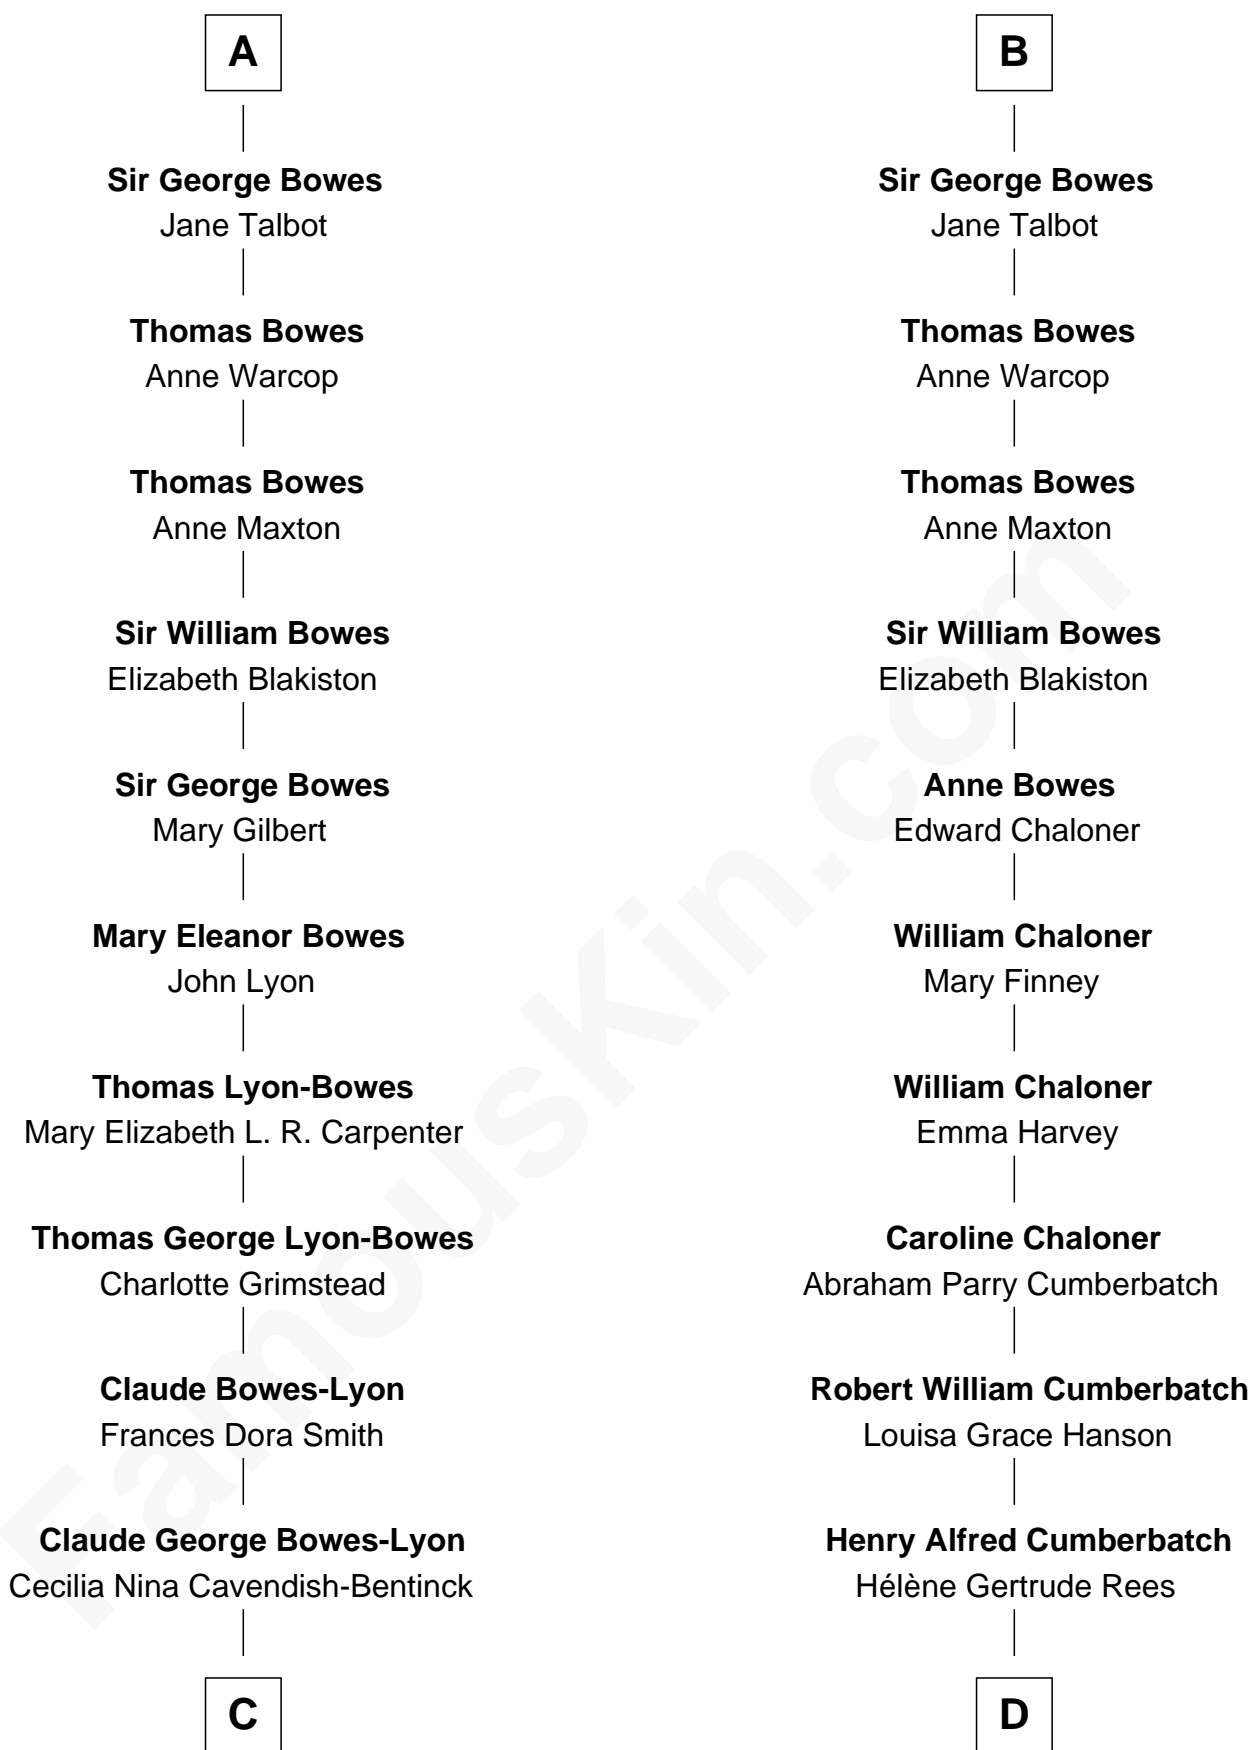 A
Sir George Bowes
Jane Talbot
Thomas Bowes
Anne Warcop
Thomas Bowes
Anne Maxton
Sir William Bowes
Elizabeth Blakiston
Sir George Bowes
Mary Gilbert
Mary Eleanor Bowes
John Lyon
Thomas Lyon-Bowes
Mary Elizabeth L. R. Carpenter
Thomas George Lyon-Bowes
Charlotte Grimstead
Claude Bowes-Lyon
Frances Dora Smith
Claude George Bowes-Lyon
Cecilia Nina Cavendish-Bentinck
C
B
Sir George Bowes
Jane Talbot
Thomas Bowes
Anne Warcop
Thomas Bowes
Anne Maxton
Sir William Bowes
Elizabeth Blakiston
Anne Bowes
Edward Chaloner
William Chaloner
Mary Finney
William Chaloner
Emma Harvey
Caroline Chaloner
Abraham Parry Cumberbatch
Robert William Cumberbatch
Louisa Grace Hanson
Henry Alfred Cumberbatch
Hélène Gertrude Rees
D
FamousKin.com